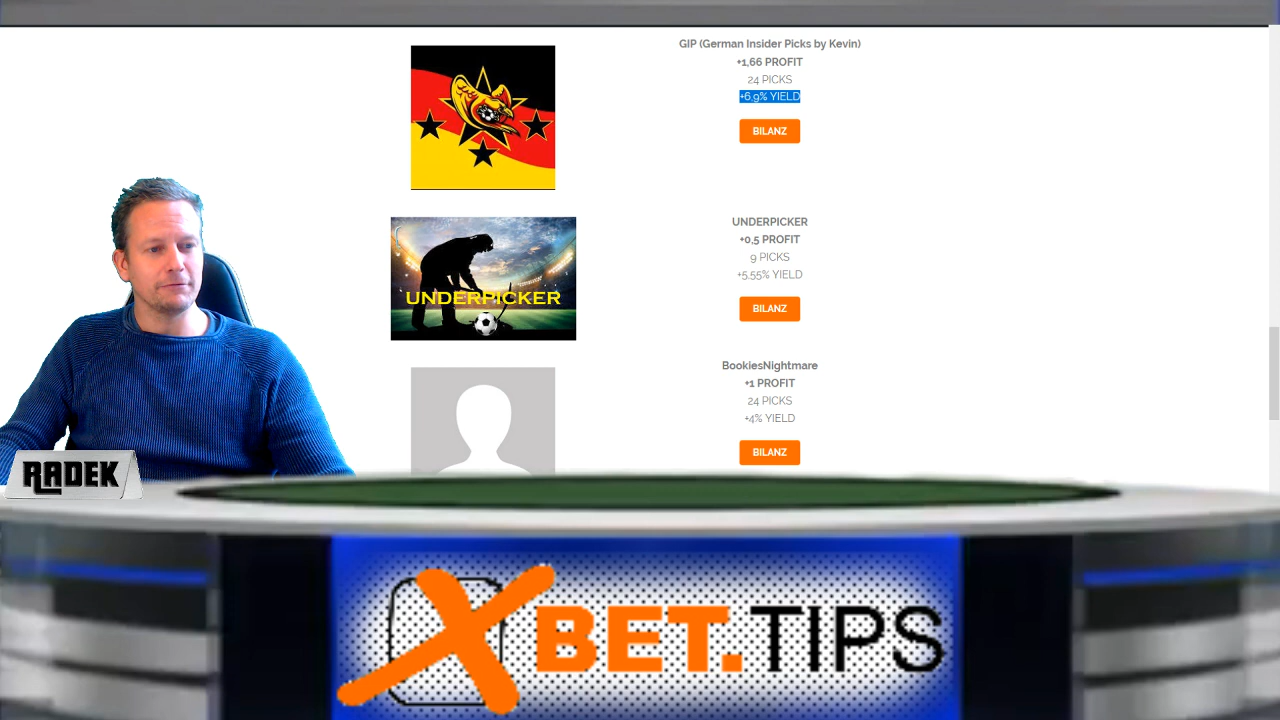 GIP (German Insider Picks by Kevin)
+1,66 PROFIT
24 PICKS
+6,9% YIELD
BILANZ
UNDERPICKER
UNDERPICKER
+0,5 PROFIT
9 PICKS
+5,55% YIELD
BILANZ
BookiesNightmare
+1 PROFIT
24 PICKS
+4% YIELD
BILANZ
RADEK
XBET.TIPS